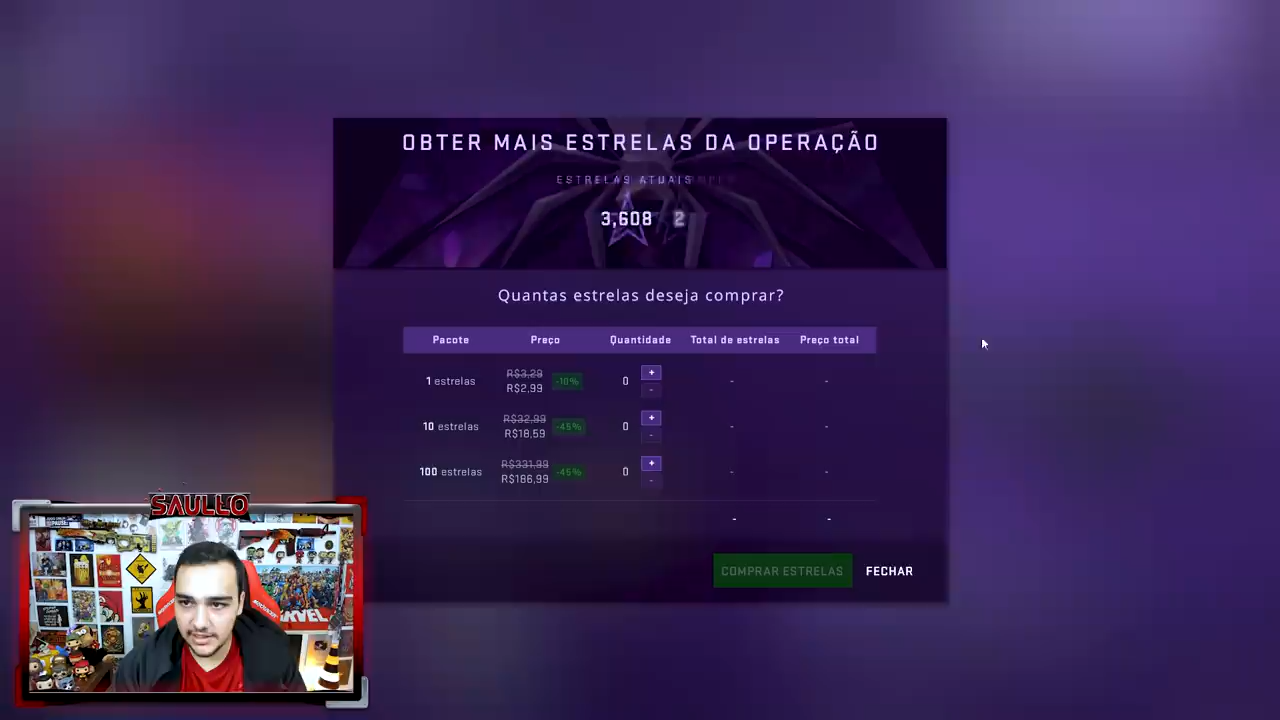 OBTER MAIS ESTRELAS DA OPERAÇÃO
ESTRELAS ATUAIS
3,608 2
Quantas estrelas deseja comprar?
Pacote Preço Quantidade Total de estrelas Preço total
1 estrelas R$3,29 R$2,99 -10% 0 + - - -
10 estrelas R$32,99 R$18,59 -45% 0 + - - -
100 estrelas R$331,99 R$186,99 -45% 0 + - - -
- -
COMPRAR ESTRELAS FECHAR
SAULLO
MARVEL